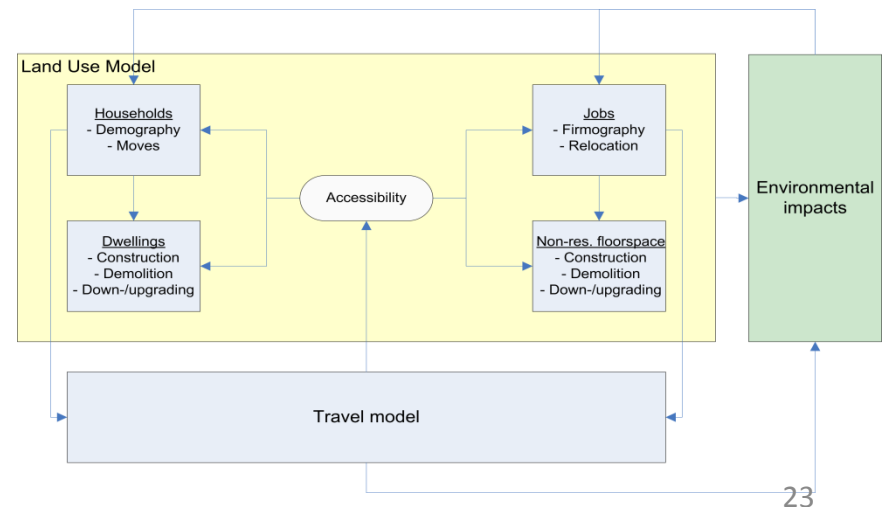 Land Use Model
Households
- Demography
- Moves
Jobs
- Firmography
- Relocation
Accessibility
Environmental
impacts
Dwellings
- Construction
- Demolition
- Down-/upgrading
Non-res. floorspace
- Construction
- Demolition
- Down-/upgrading
Travel model
23